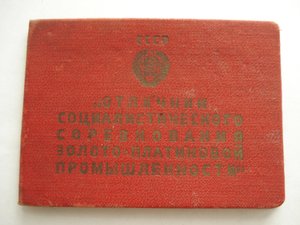 СССР
„ОТЛИЧНИК
СОЦИАЛИСТИЧЕСКОГО
СОРЕВНОВАНИЯ
ЗОЛОТО-ПЛАТИНОВОЙ
ПРОМЫШЛЕННОСТИ“